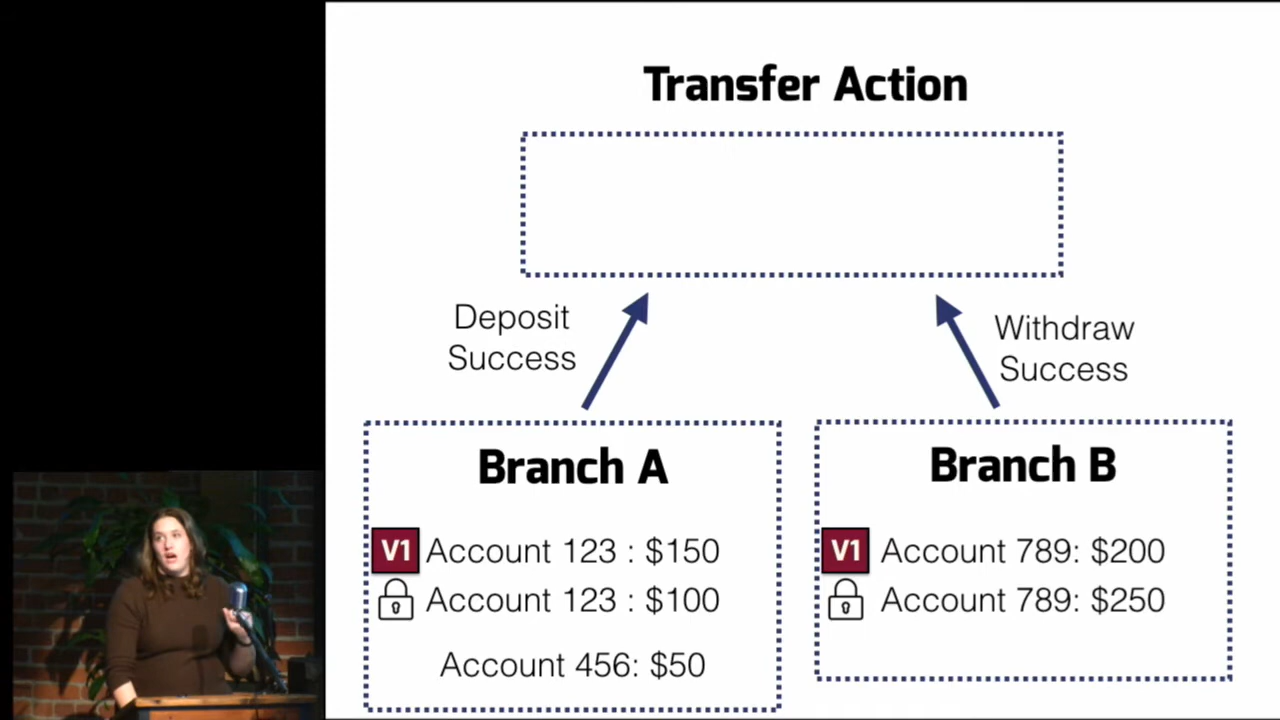 Transfer Action
Deposit
Success
Withdraw
Success
Branch A
V1 Account 123 : $150
Account 123 : $100
Account 456: $50
Branch B
V1 Account 789: $200
Account 789: $250